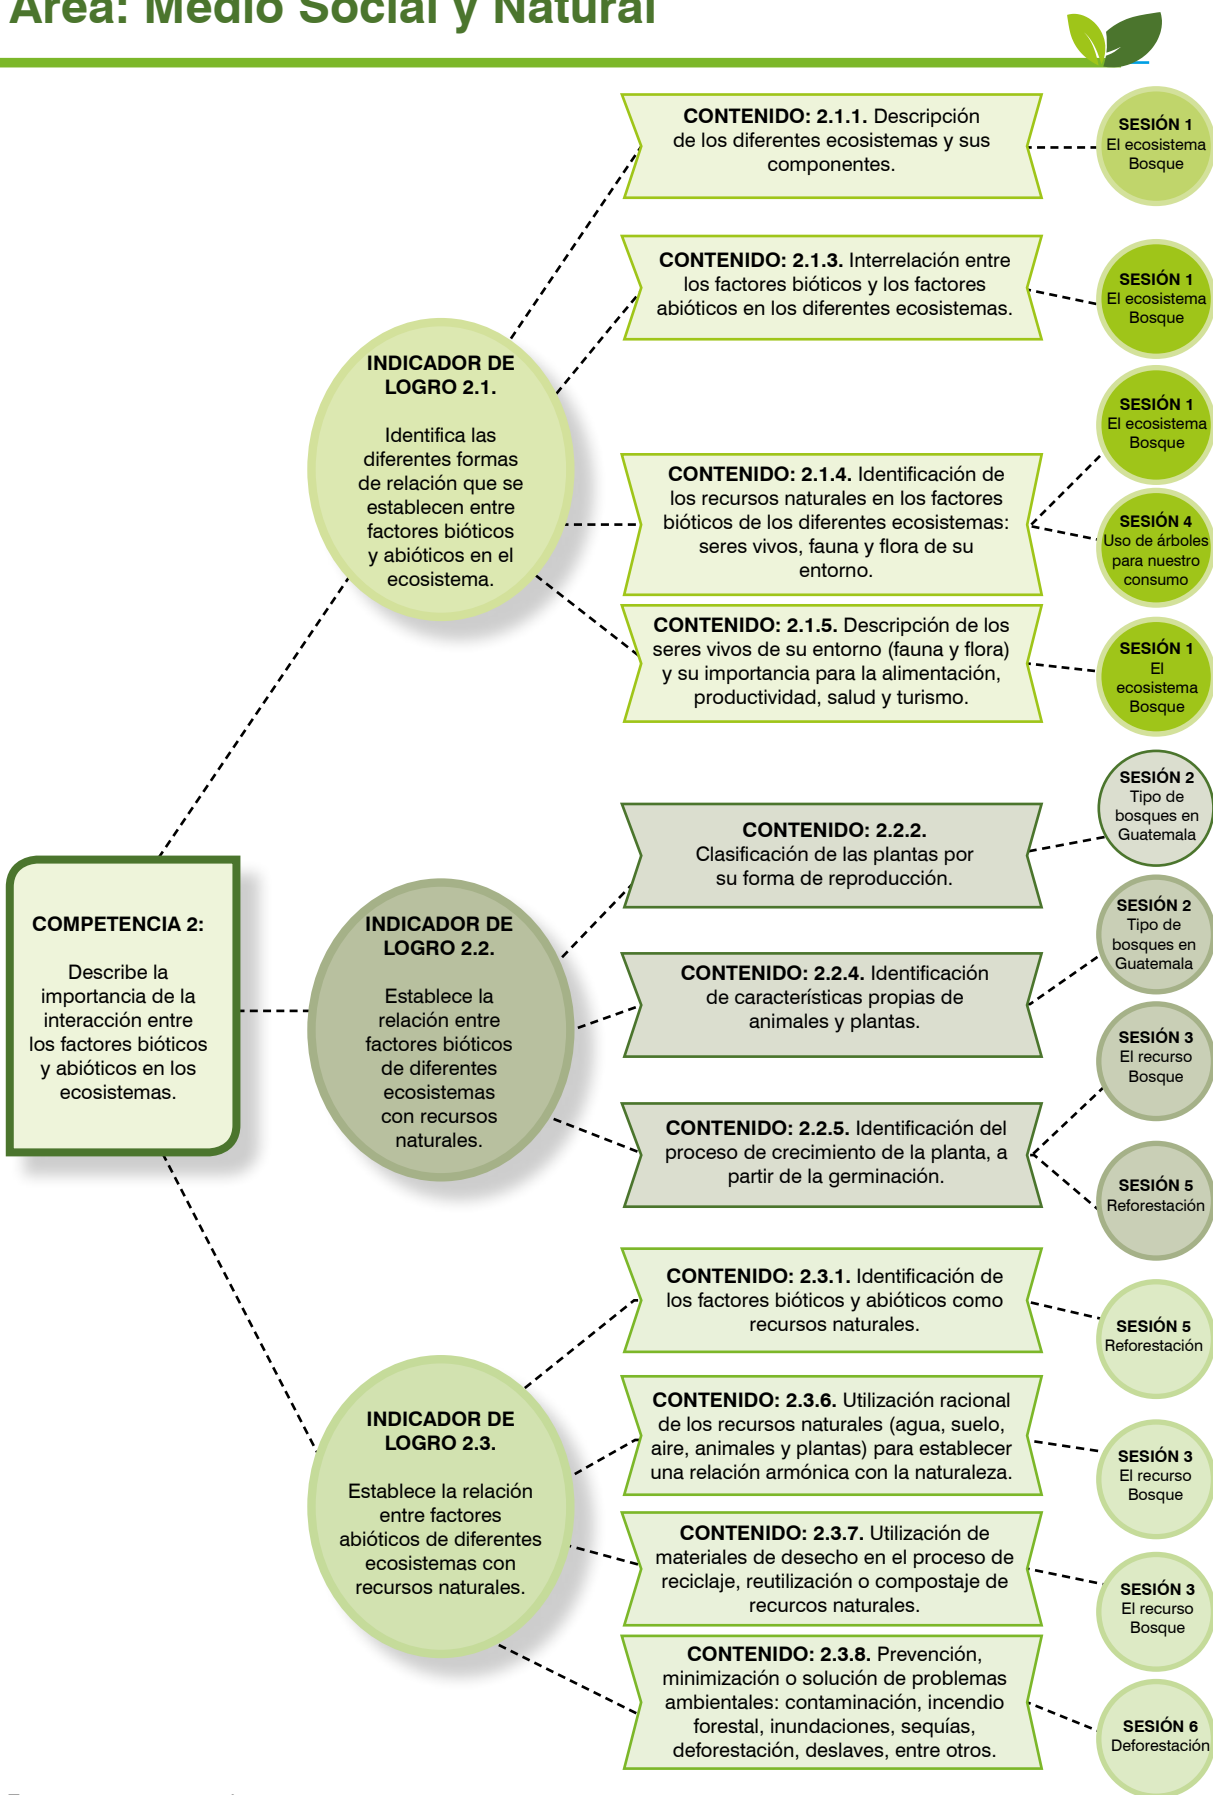 Área: Medio Social y Natural
CONTENIDO: 2.1.1. Descripción
de los diferentes ecosistemas y sus
componentes.
SESIÓN 1
El ecosistema
Bosque
CONTENIDO: 2.1.3. Interrelación entre
los factores bióticos y los factores
abióticos en los diferentes ecosistemas.
SESIÓN 1
El ecosistema
Bosque
INDICADOR DE
LOGRO 2.1.
Identifica las
diferentes formas
de relación que se
establecen entre
factores bióticos
y abióticos en el
ecosistema.
CONTENIDO: 2.1.4. Identificación de
los recursos naturales en los factores
bióticos de los diferentes ecosistemas:
seres vivos, fauna y flora de su
entorno.
SESIÓN 1
El ecosistema
Bosque
SESIÓN 4
Uso de árboles
para nuestro
consumo
CONTENIDO: 2.1.5. Descripción de los
seres vivos de su entorno (fauna y flora)
y su importancia para la alimentación,
productividad, salud y turismo.
SESIÓN 1
El
ecosistema
Bosque
COMPETENCIA 2:
Describe la
importancia de la
interacción entre
los factores bióticos
y abióticos en los
ecosistemas.
INDICADOR DE
LOGRO 2.2.
Establece la
relación entre
factores bióticos
de diferentes
ecosistemas
con recursos
naturales.
CONTENIDO: 2.2.2.
Clasificación de las plantas por
su forma de reproducción.
SESIÓN 2
Tipo de
bosques en
Guatemala
CONTENIDO: 2.2.4. Identificación
de características propias de
animales y plantas.
SESIÓN 2
Tipo de
bosques en
Guatemala
CONTENIDO: 2.2.5. Identificación del
proceso de crecimiento de la planta, a
partir de la germinación.
SESIÓN 3
El recurso
Bosque
SESIÓN 5
Reforestación
INDICADOR DE
LOGRO 2.3.
Establece la relación
entre factores
abióticos de diferentes
ecosistemas con
recursos naturales.
CONTENIDO: 2.3.1. Identificación de
los factores bióticos y abióticos como
recursos naturales.
SESIÓN 5
Reforestación
CONTENIDO: 2.3.6. Utilización racional
de los recursos naturales (agua, suelo,
aire, animales y plantas) para establecer
una relación armónica con la naturaleza.
SESIÓN 3
El recurso
Bosque
CONTENIDO: 2.3.7. Utilización de
materiales de desecho en el proceso de
reciclaje, reutilización o compostaje de
recurcos naturales.
SESIÓN 3
El recurso
Bosque
CONTENIDO: 2.3.8. Prevención,
minimización o solución de problemas
ambientales: contaminación, incendio
forestal, inundaciones, sequías,
deforestación, deslaves, entre otros.
SESIÓN 6
Deforestación